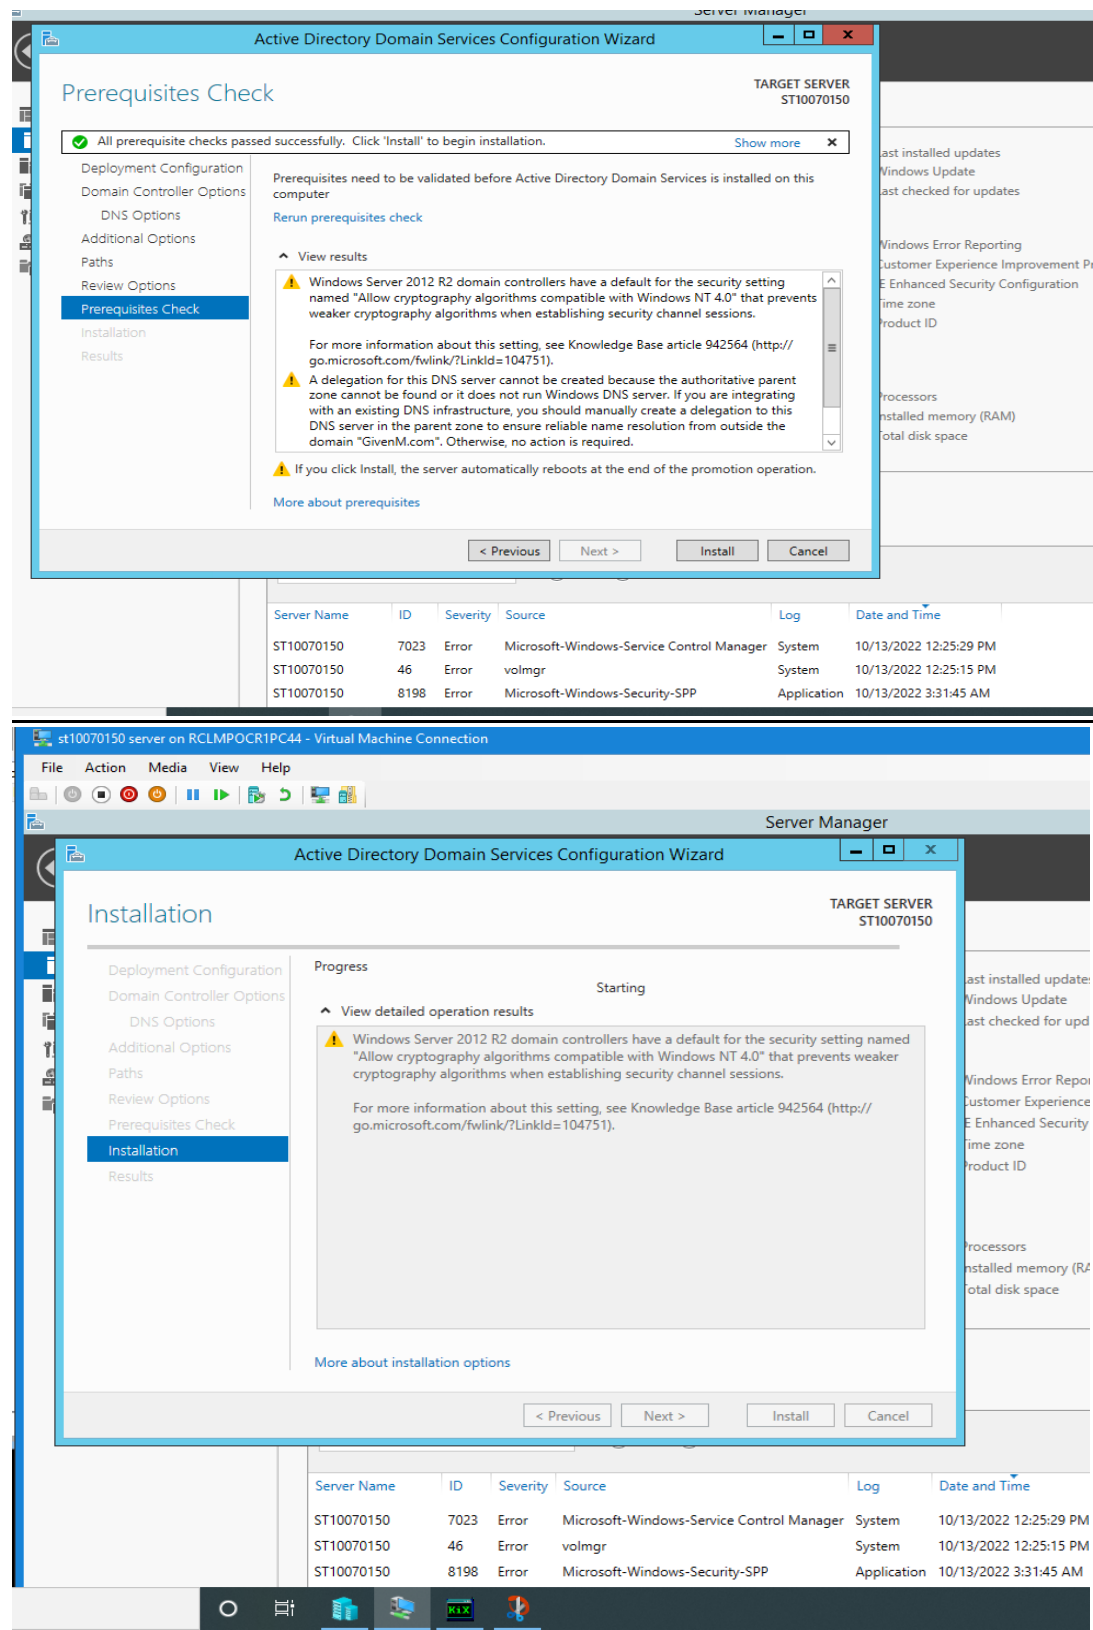 Server Manager
Active Directory Domain Services Configuration Wizard
Prerequisites Check
TARGET SERVER
ST10070150
All prerequisite checks passed successfully. Click 'Install' to begin installation.
Show more
Deployment Configuration
Domain Controller Options
DNS Options
Additional Options
Paths
Review Options
Prerequisites Check
Installation
Results
Prerequisites need to be validated before Active Directory Domain Services is installed on this
computer
Rerun prerequisites check
View results
Windows Server 2012 R2 domain controllers have a default for the security setting
named "Allow cryptography algorithms compatible with Windows NT 4.0" that prevents
weaker cryptography algorithms when establishing security channel sessions.
For more information about this setting, see Knowledge Base article 942564 (http://
go.microsoft.com/fwlink/?LinkId=104751).
A delegation for this DNS server cannot be created because the authoritative parent
zone cannot be found or it does not run Windows DNS server. If you are integrating
with an existing DNS infrastructure, you should manually create a delegation to this
DNS server in the parent zone to ensure reliable name resolution from outside the
domain "GivenM.com". Otherwise, no action is required.
If you click Install, the server automatically reboots at the end of the promotion operation.
More about prerequisites
< Previous
Next >
Install
Cancel
ast installed updates
Windows Update
ast checked for updates
Windows Error Reporting
Customer Experience Improvement Pr
E Enhanced Security Configuration
ime zone
Product ID
Processors
nstalled memory (RAM)
otal disk space
Server Name ID Severity Source Log Date and Time
ST10070150 7023 Error Microsoft-Windows-Service Control Manager System 10/13/2022 12:25:29 PM
ST10070150 46 Error volmgr System 10/13/2022 12:25:15 PM
ST10070150 8198 Error Microsoft-Windows-Security-SPP Application 10/13/2022 3:31:45 AM
st10070150 server on RCLMPOCR1PC44 - Virtual Machine Connection
File Action Media View Help
Server Manager
Active Directory Domain Services Configuration Wizard
Installation
TARGET SERVER
ST10070150
Deployment Configuration
Domain Controller Options
DNS Options
Additional Options
Paths
Review Options
Prerequisites Check
Installation
Results
Progress
Starting
View detailed operation results
Windows Server 2012 R2 domain controllers have a default for the security setting named
"Allow cryptography algorithms compatible with Windows NT 4.0" that prevents weaker
cryptography algorithms when establishing security channel sessions.
For more information about this setting, see Knowledge Base article 942564 (http://
go.microsoft.com/fwlink/?LinkId=104751).
More about installation options
< Previous
Next >
Install
Cancel
ast installed updates
Windows Update
ast checked for upd
Windows Error Repor
Customer Experience
E Enhanced Security
ime zone
Product ID
Processors
nstalled memory (RA
otal disk space
Server Name ID Severity Source Log Date and Time
ST10070150 7023 Error Microsoft-Windows-Service Control Manager System 10/13/2022 12:25:29 PM
ST10070150 46 Error volmgr System 10/13/2022 12:25:15 PM
ST10070150 8198 Error Microsoft-Windows-Security-SPP Application 10/13/2022 3:31:45 AM
KiX